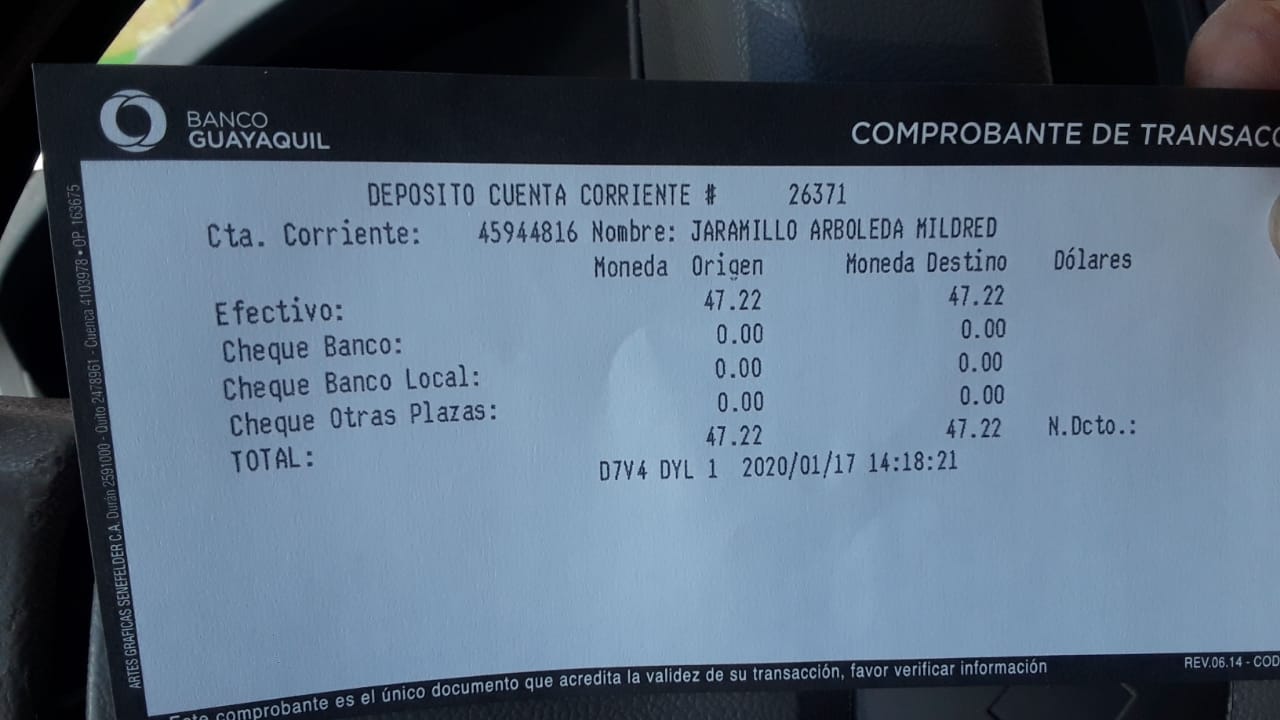 BANCO
GUAYAQUIL
COMPROBANTE DE TRANSACC
DEPOSITO CUENTA CORRIENTE # 26371
Cta. Corriente: 45944816 Nombre: JARAMILLO ARBOLEDA MILDRED
Moneda Origen Moneda Destino Dólares
Efectivo: 47.22 47.22
Cheque Banco: 0.00 0.00
Cheque Banco Local: 0.00 0.00
Cheque Otras Plazas: 0.00 0.00
TOTAL: 47.22 47.22 N.Dcto.:
D7V4 DYL 1 2020/01/17 14:18:21
ARTES GRAFICAS SENEFELDER C.A. Durán 2591000 - Quito 2478961 - Cuenca 4103978 • OP 163675
Este comprobante es el único documento que acredita la validez de su transacción, favor verificar información
REV.06.14 - COD